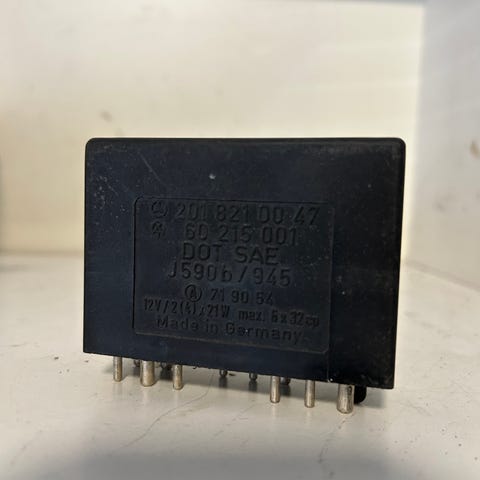 201 821 00 47
60 215 001
DOT SAE
J590b/945
A 71 90 54
12V/2(4)x21W max. 6x32cp
Made in Germany